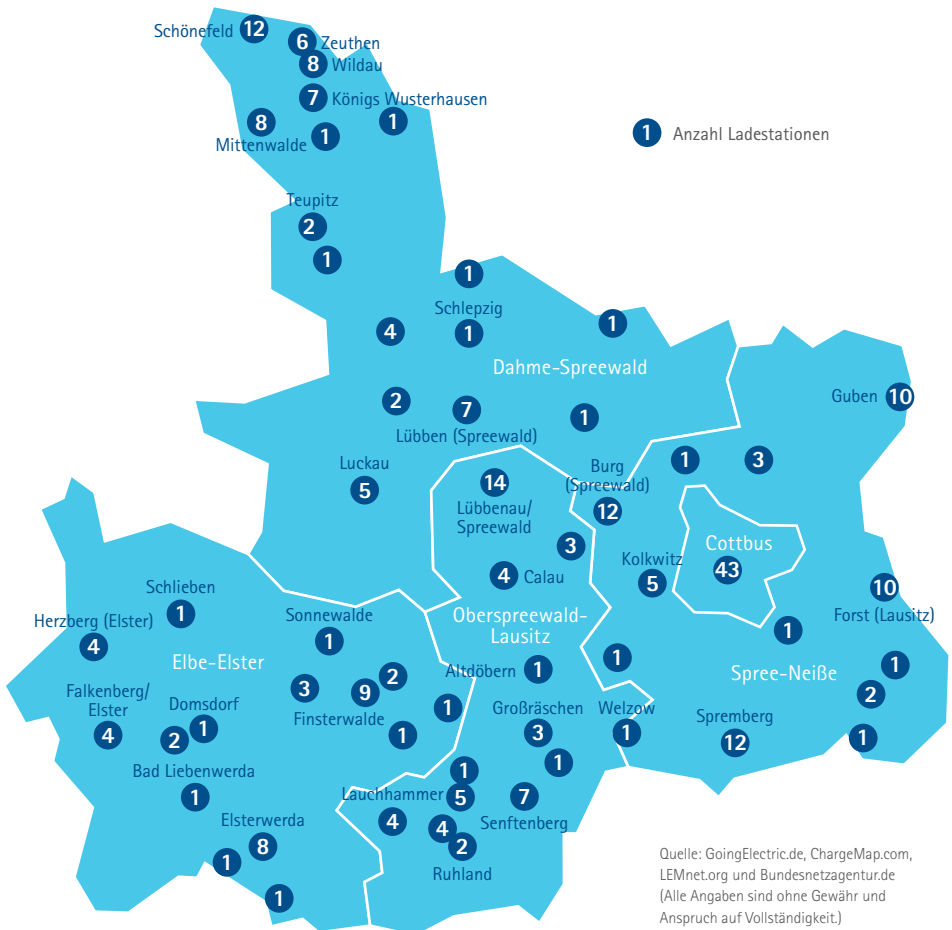 Schönefeld 12
6 Zeuthen
8 Wildau
7 Königs Wusterhausen
8
Mittenwalde 1
1
1 Anzahl Ladestationen
Teupitz
2
1
1
Schlepzig
1
4
1
Dahme-Spreewald
2
7
Lübben (Spreewald)
1
Guben 10
Luckau
5
14
Lübbenau/
Spreewald
Burg
(Spreewald)
12
1
3
3
4 Calau
Kolkwitz
5
Cottbus
43
10
Forst (Lausitz)
Oberspreewald-
Lausitz
Schlieben
1
Herzberg (Elster)
4
Sonnewalde
1
Elbe-Elster
1
1
Spree-Neiße
1
2
1
Altdöbern 1
3
9
2
Finsterwalde
1
1
Falkenberg/
Elster
4
Domsdorf
2
1
Großräschen
3
Welzow
1
Spremberg
12
1
1
Bad Liebenwerda
1
Lauchhammer 5
4
4
2
Ruhland
7
Senftenberg
Elsterwerda
8
1
1
Quelle: GoingElectric.de, ChargeMap.com,
LEMnet.org und Bundesnetzagentur.de
(Alle Angaben sind ohne Gewähr und
Anspruch auf Vollständigkeit.)